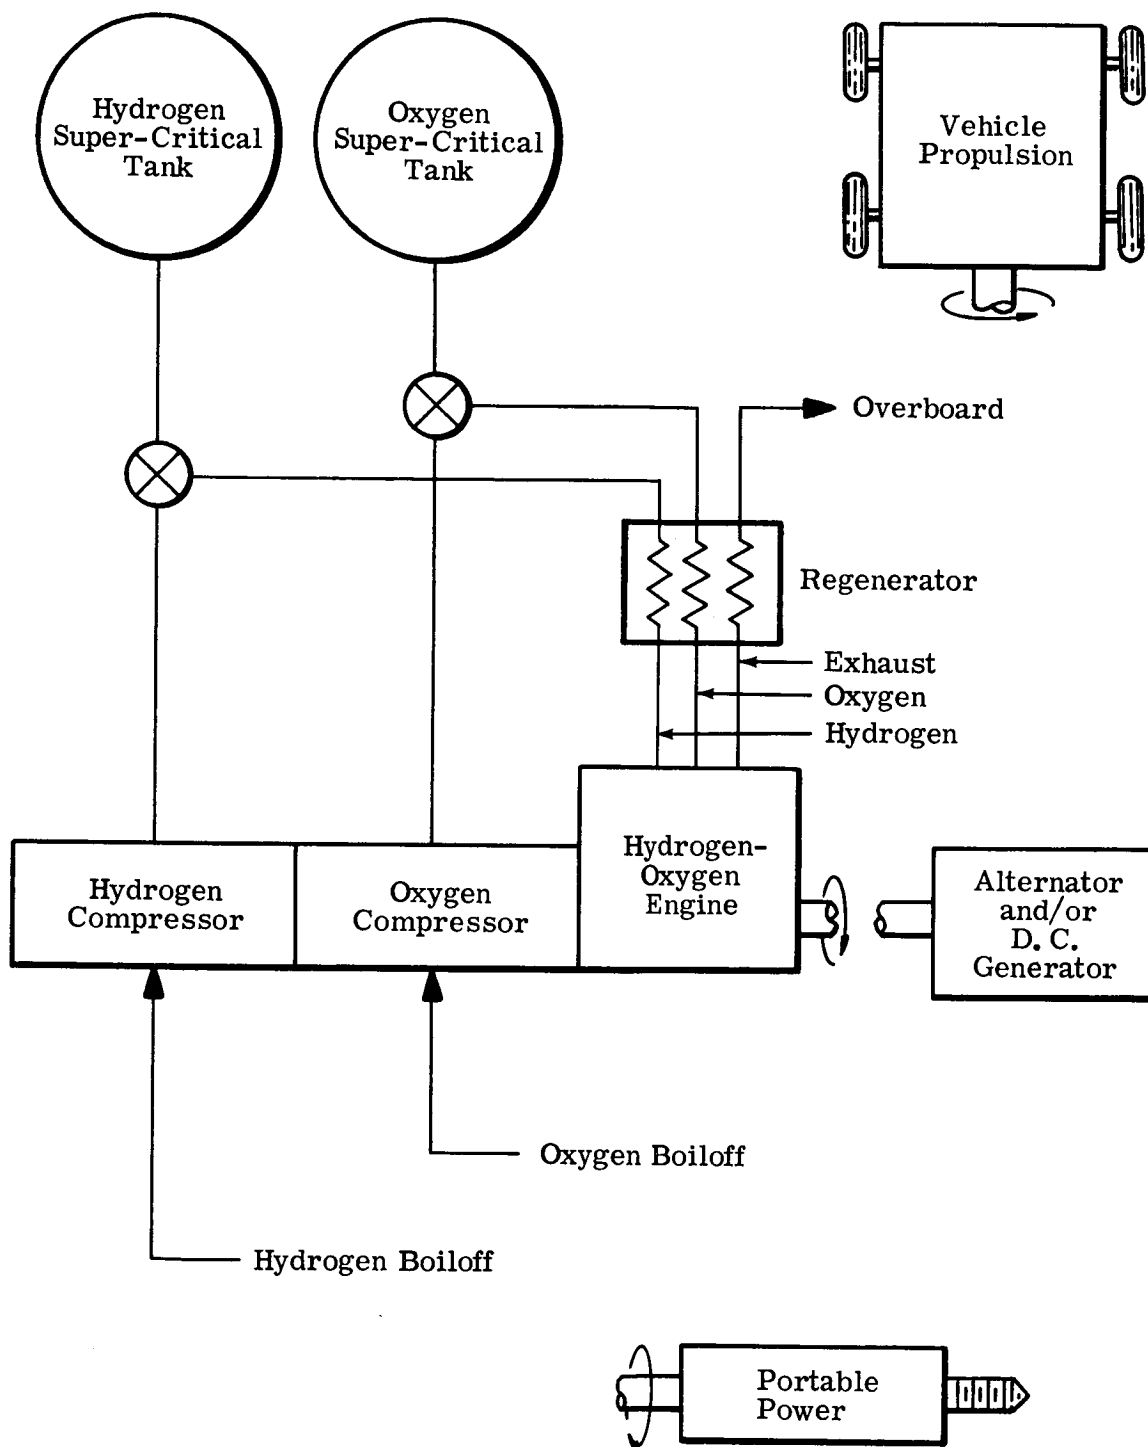 Hydrogen
Super-Critical
Tank
Oxygen
Super-Critical
Tank
Vehicle
Propulsion
Overboard
Regenerator
Exhaust
Oxygen
Hydrogen
Hydrogen
Compressor
Oxygen
Compressor
Hydrogen-
Oxygen
Engine
Alternator
and/or
D. C.
Generator
Oxygen Boiloff
Hydrogen Boiloff
Portable
Power